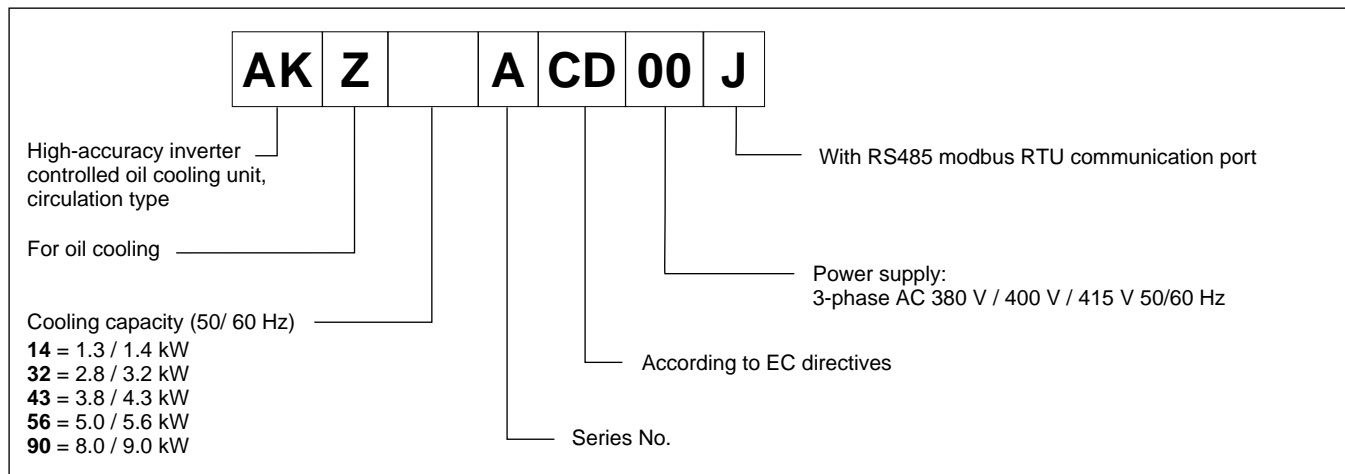 AK Z A CD 00 J
High-accuracy inverter
controlled oil cooling unit,
circulation type
With RS485 modbus RTU communication port
For oil cooling
Power supply:
3-phase AC 380 V / 400 V / 415 V 50/60 Hz
Cooling capacity (50/ 60 Hz)
14 = 1.3 / 1.4 kW
32 = 2.8 / 3.2 kW
43 = 3.8 / 4.3 kW
56 = 5.0 / 5.6 kW
90 = 8.0 / 9.0 kW
According to EC directives
Series No.